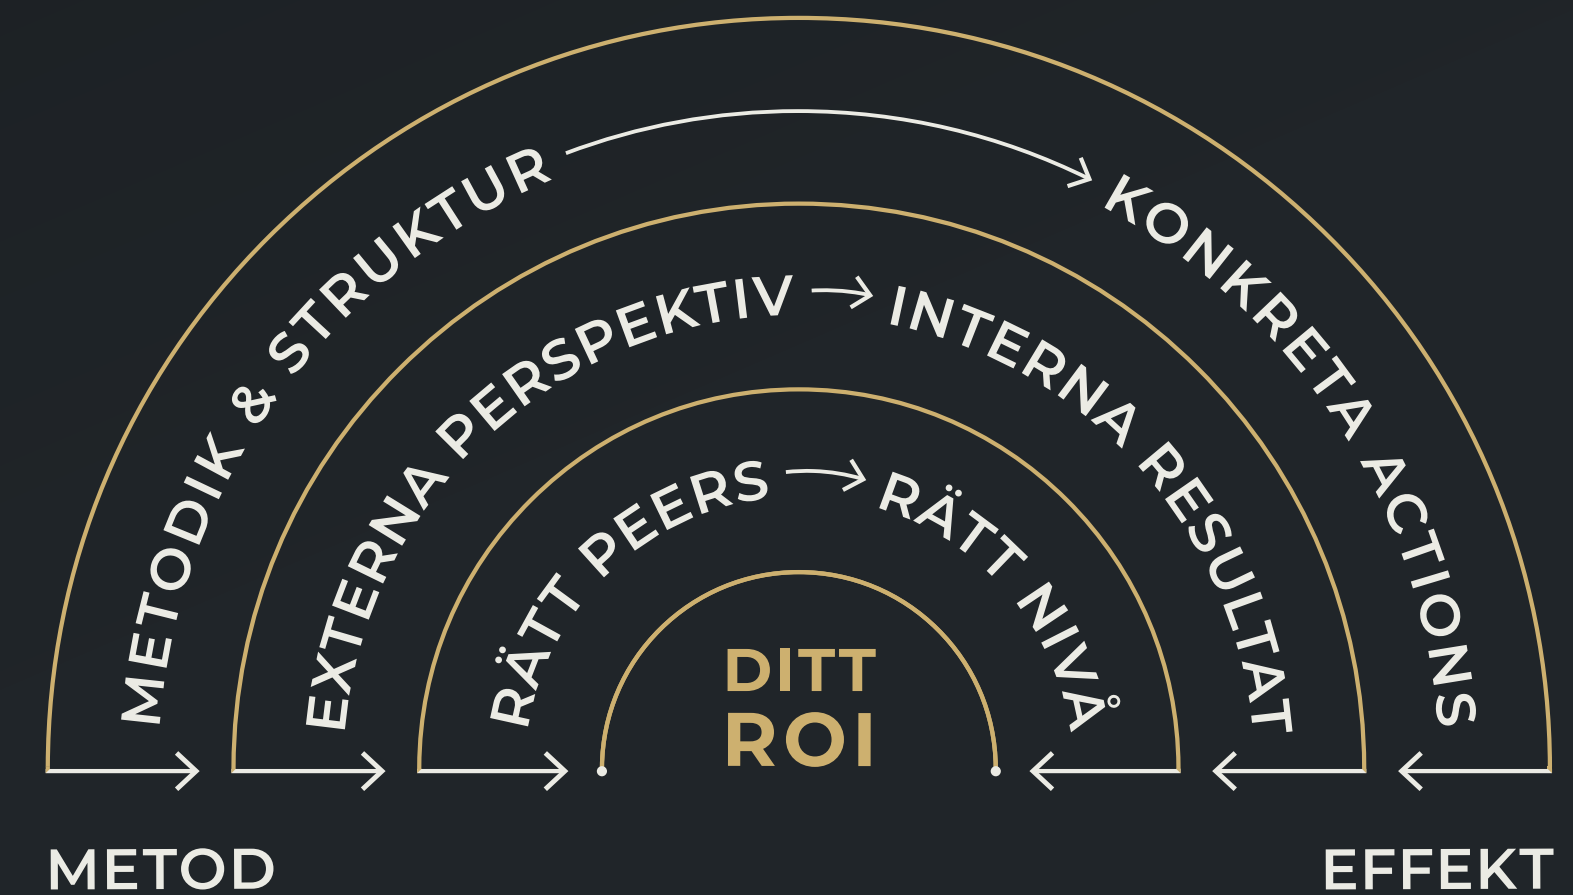 METODIK & STRUKTUR → KONKRETA ACTIONS
EXTERNA PERSPEKTIV → INTERNA RESULTAT
RÄTT PEERS → RÄTT NIVÅ
DITT
ROI
METOD
EFFEKT